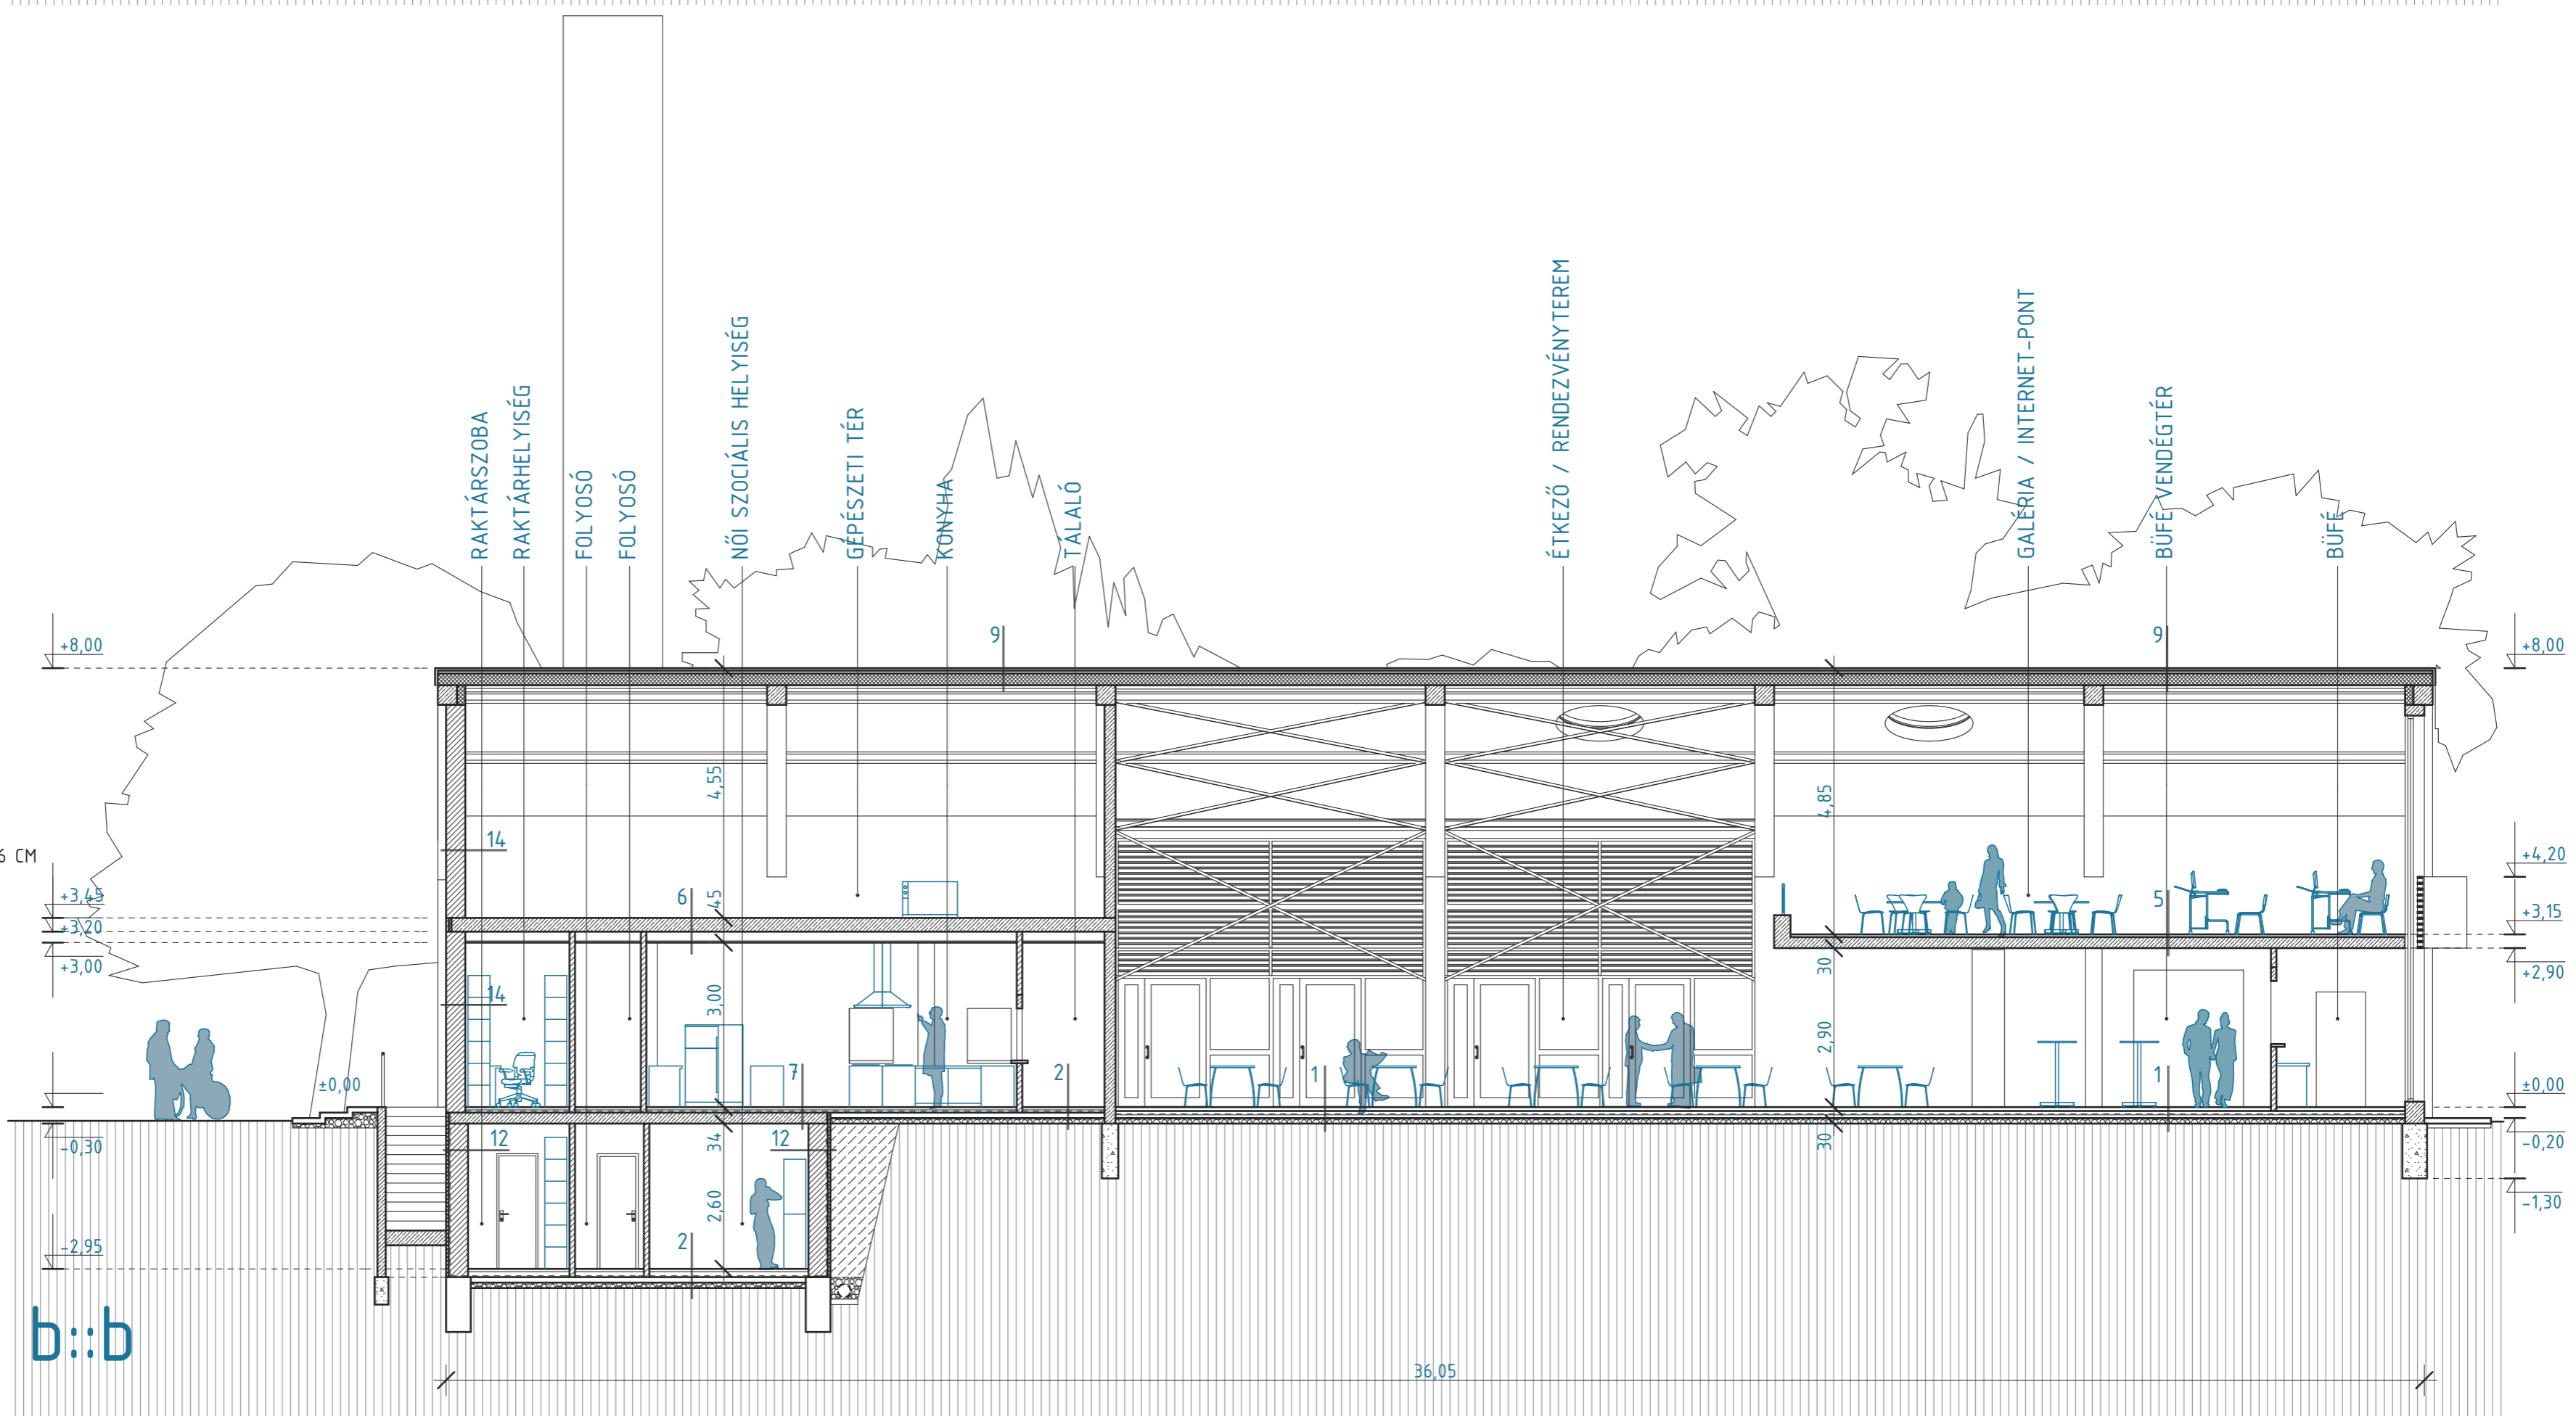 RAKTÁRSZOBA
RAKTÁRHELYISÉG
FOLYOSÓ
FOLYOSÓ
NŐI SZOCIÁLIS HELYISÉG
GÉPÉSZETI TÉR
KONYHA
TÁLALÓ
ÉTKEZŐ / RENDEZVÉNYTEREM
GALÉRIA / INTERNET-PONT
BÜFÉ VENDÉGTÉR
BÜFÉ
9
9
+8,00
+8,00
4,55
4,85
14
6 CM
+4,20
+3,45
6
45
5
+3,20
+3,15
+3,00
30
+2,90
14
3,00
2,90
±0,00
7
2
1
1
±0,00
-0,30
12
34
12
30
-0,20
2,60
-1,30
-2,95
2
b::b
36,05